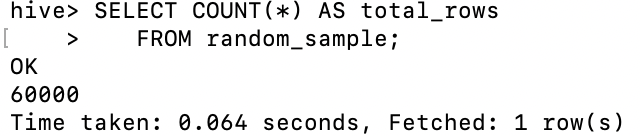 hive> SELECT COUNT(*) AS total_rows
[    >    FROM random_sample;
OK
60000
Time taken: 0.064 seconds, Fetched: 1 row(s)